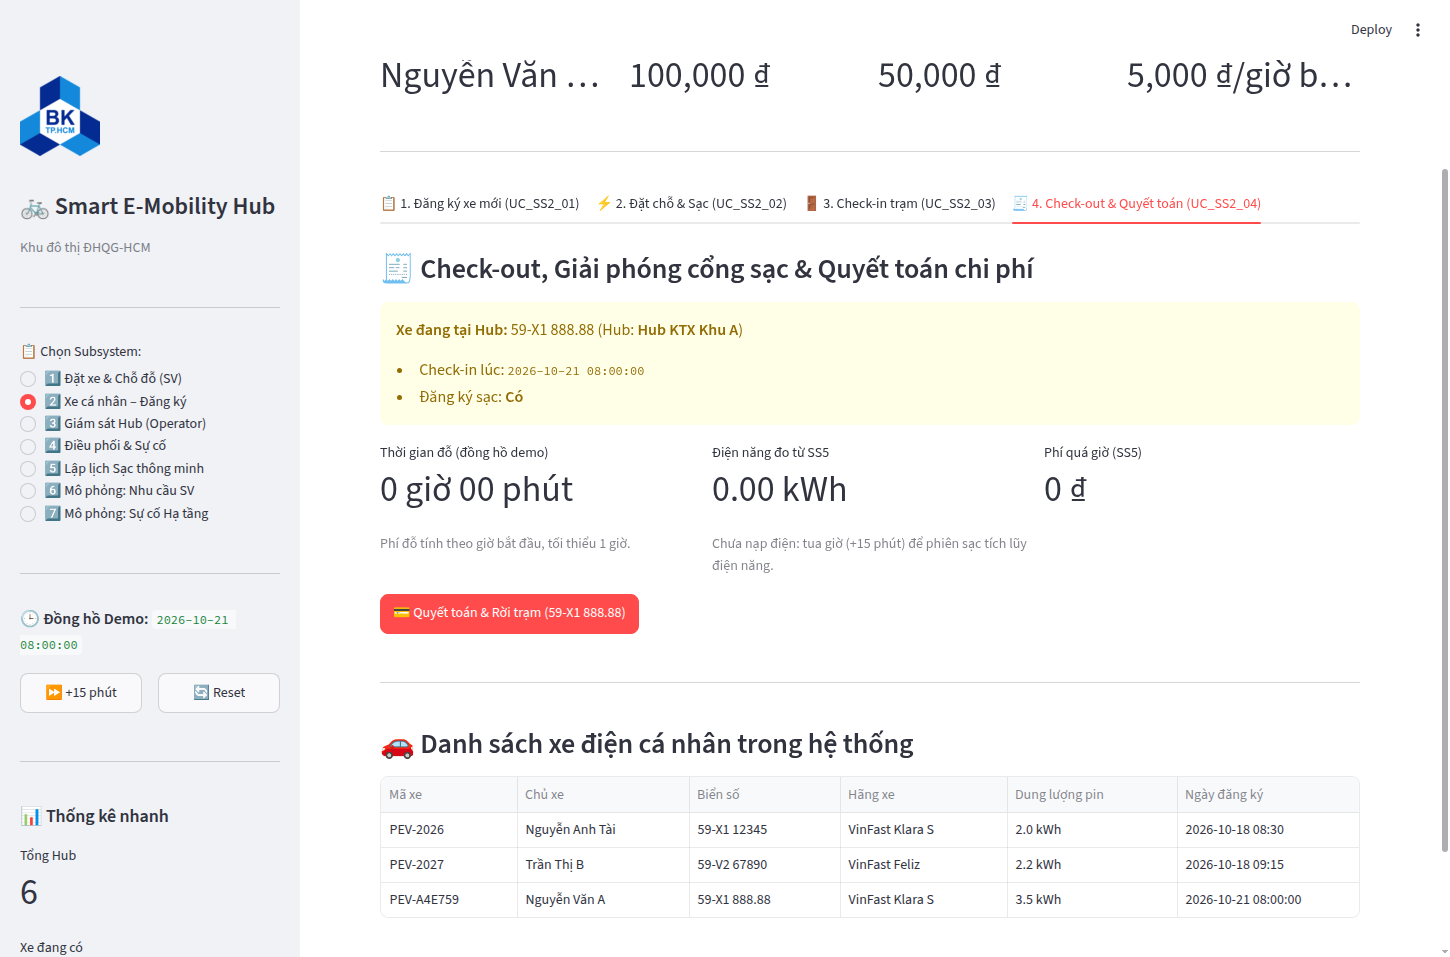 BK
TP.HCM
Smart E-Mobility Hub
Khu đô thị ĐHQG-HCM
Chọn Subsystem:
1 Đặt xe & Chỗ đỗ (SV)
2 Xe cá nhân – Đăng ký
3 Giám sát Hub (Operator)
4 Điều phối & Sự cố
5 Lập lịch Sạc thông minh
6 Mô phỏng: Nhu cầu SV
7 Mô phỏng: Sự cố Hạ tầng
Đồng hồ Demo: 2026-10-21
08:00:00
+15 phút
Reset
Thống kê nhanh
Tổng Hub
6
Xe đang có
Deploy
Nguyễn Văn ...
100,000 ₫
50,000 ₫
5,000 ₫/giờ b...
1. Đăng ký xe mới (UC_SS2_01)
2. Đặt chỗ & Sạc (UC_SS2_02)
3. Check-in trạm (UC_SS2_03)
4. Check-out & Quyết toán (UC_SS2_04)
Check-out, Giải phóng cổng sạc & Quyết toán chi phí
Xe đang tại Hub: 59-X1 888.88 (Hub: Hub KTX Khu A)
Check-in lúc: 2026-10-21 08:00:00
Đăng ký sạc: Có
Thời gian đỗ (đồng hồ demo)
0 giờ 00 phút
Phí đỗ tính theo giờ bắt đầu, tối thiểu 1 giờ.
Điện năng đo từ SS5
0.00 kWh
Chưa nạp điện: tua giờ (+15 phút) để phiên sạc tích lũy
điện năng.
Phí quá giờ (SS5)
0 ₫
Quyết toán & Rời trạm (59-X1 888.88)
Danh sách xe điện cá nhân trong hệ thống
Mã xe Chủ xe Biển số Hãng xe Dung lượng pin Ngày đăng ký
PEV-2026 Nguyễn Anh Tài 59-X1 12345 VinFast Klara S 2.0 kWh 2026-10-18 08:30
PEV-2027 Trần Thị B 59-V2 67890 VinFast Feliz 2.2 kWh 2026-10-18 09:15
PEV-A4E759 Nguyễn Văn A 59-X1 888.88 VinFast Klara S 3.5 kWh 2026-10-21 08:00:00